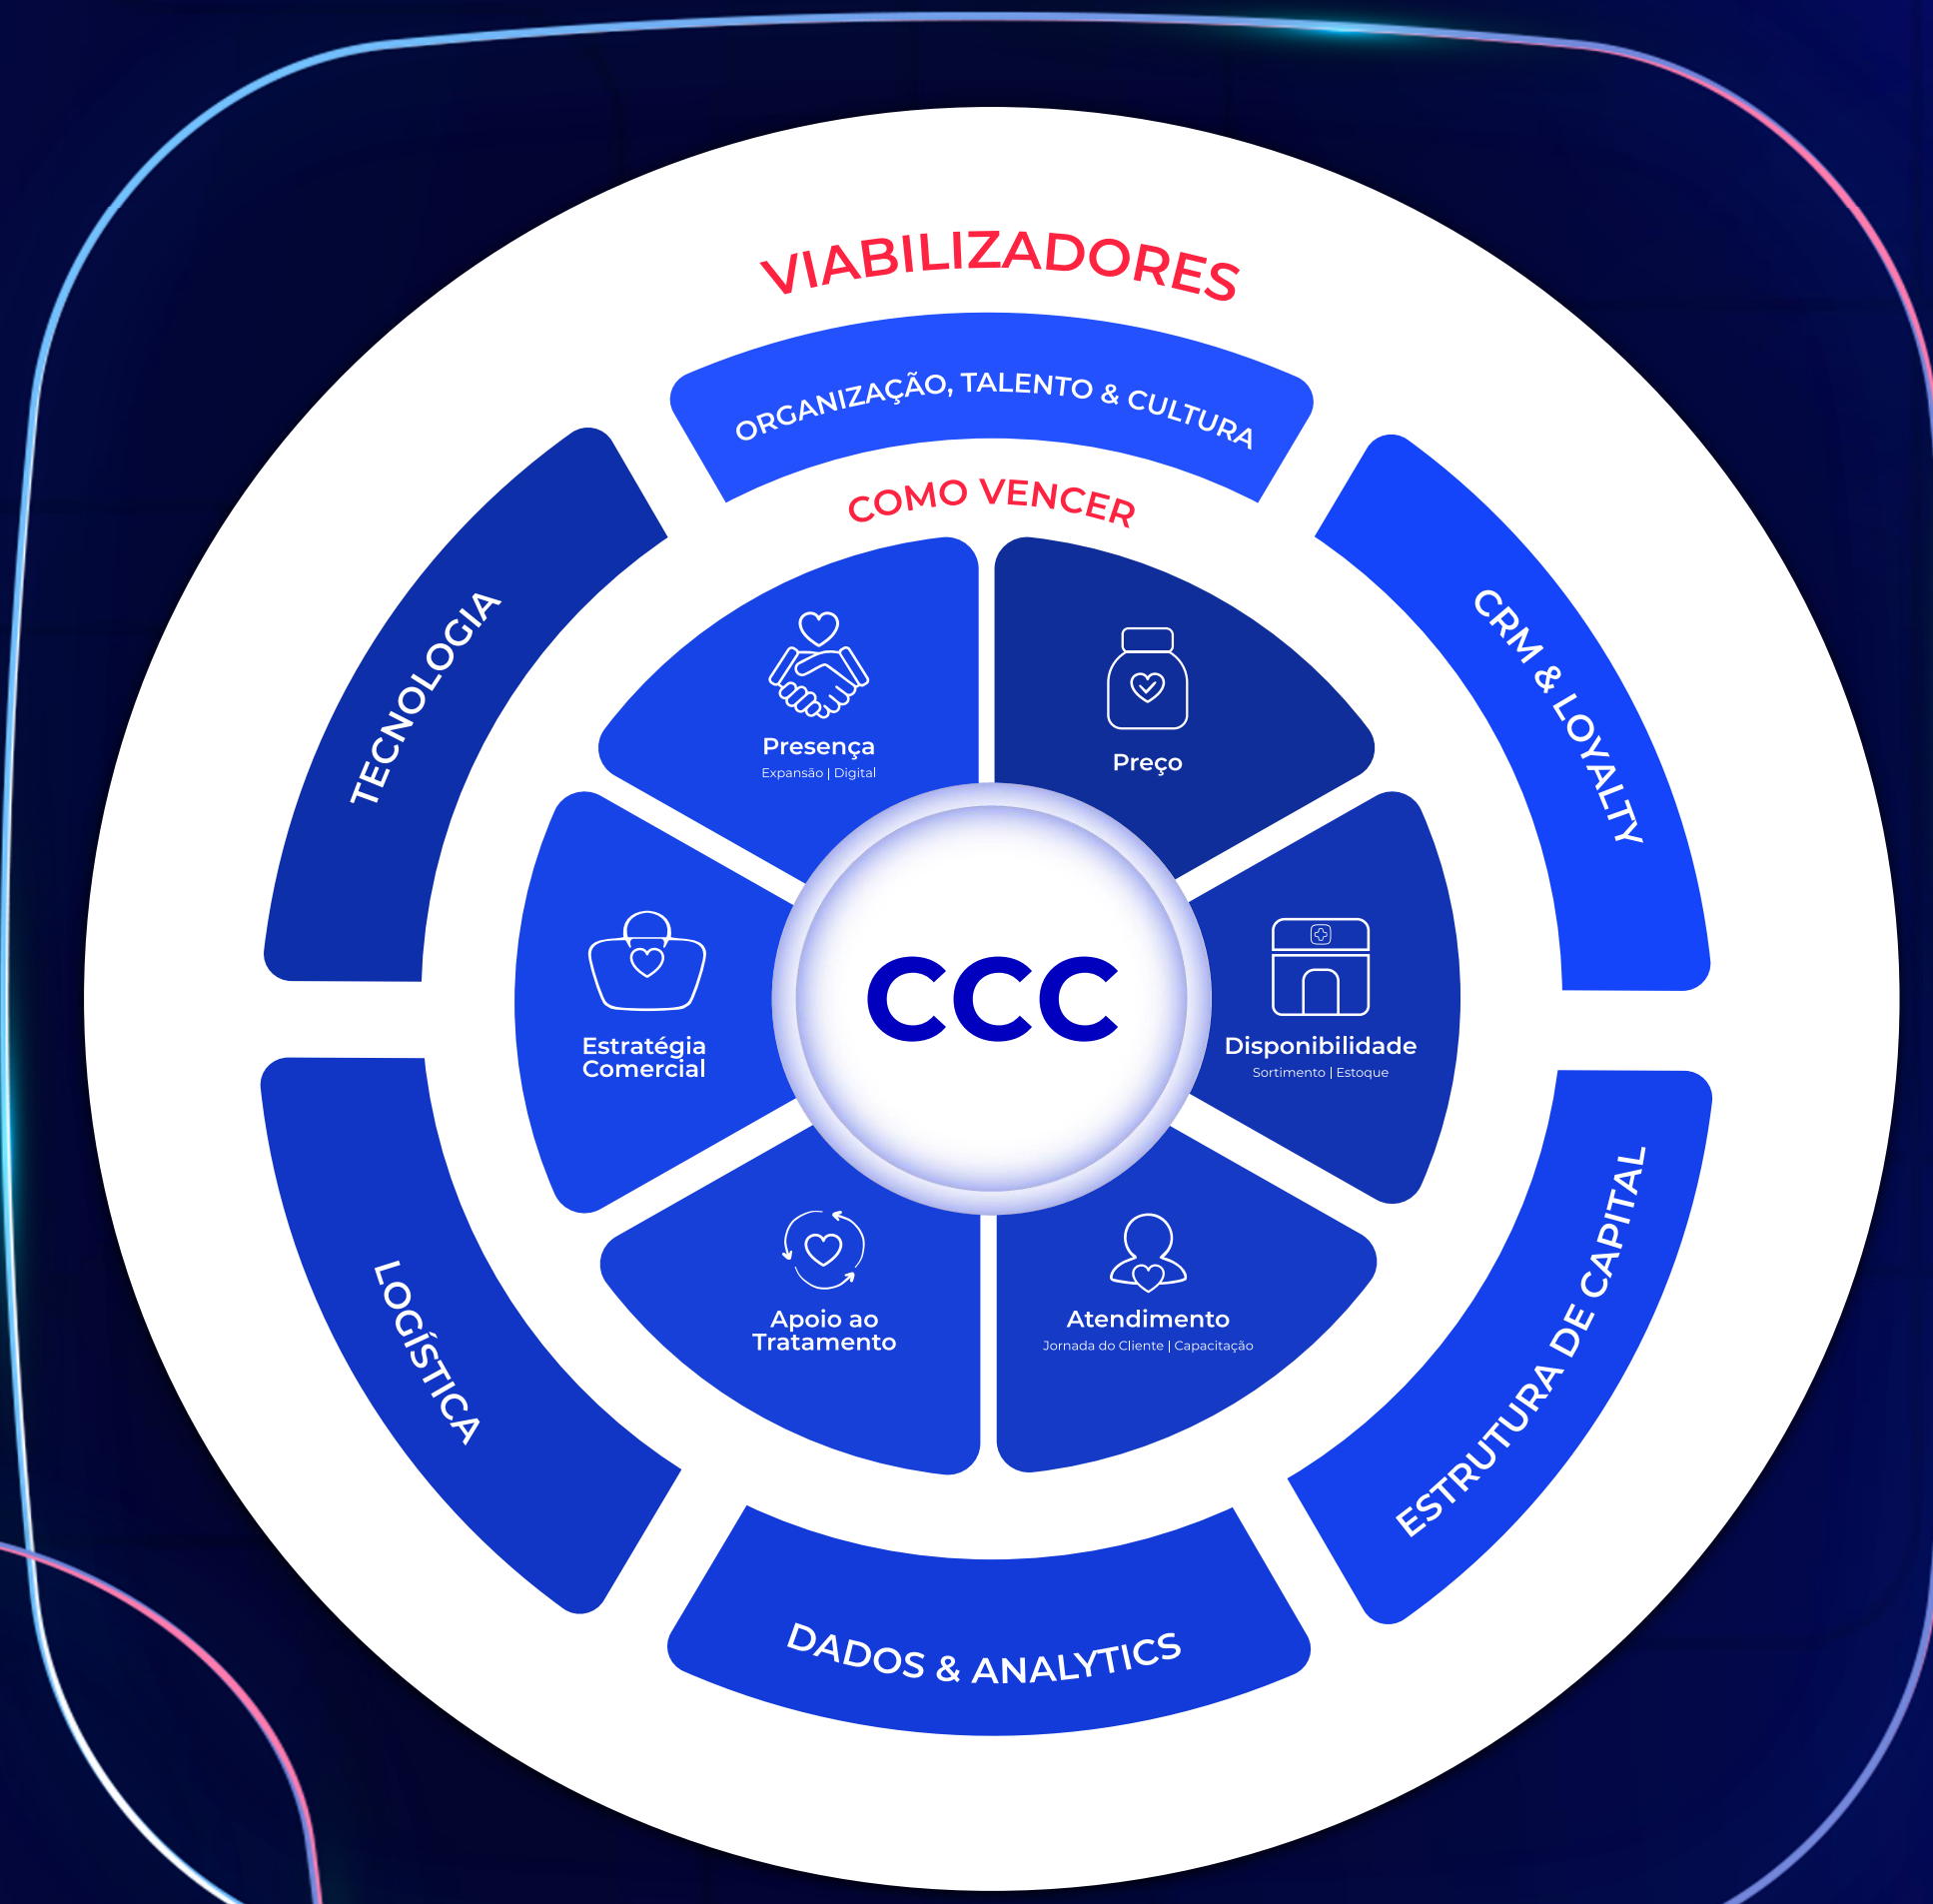 VIABILIZADORES
ORGANIZAÇÃO, TALENTO & CULTURA
COMO VENCER
TECNOLOGIA
CRM & LOYALTY
Presença
Expansão | Digital
Preço
Estratégia
Comercial
CCC
Disponibilidade
Sortimento | Estoque
Apoio ao
Tratamento
Atendimento
Jornada do Cliente | Capacitação
LOGÍSTICA
ESTRUTURA DE CAPITAL
DADOS & ANALYTICS